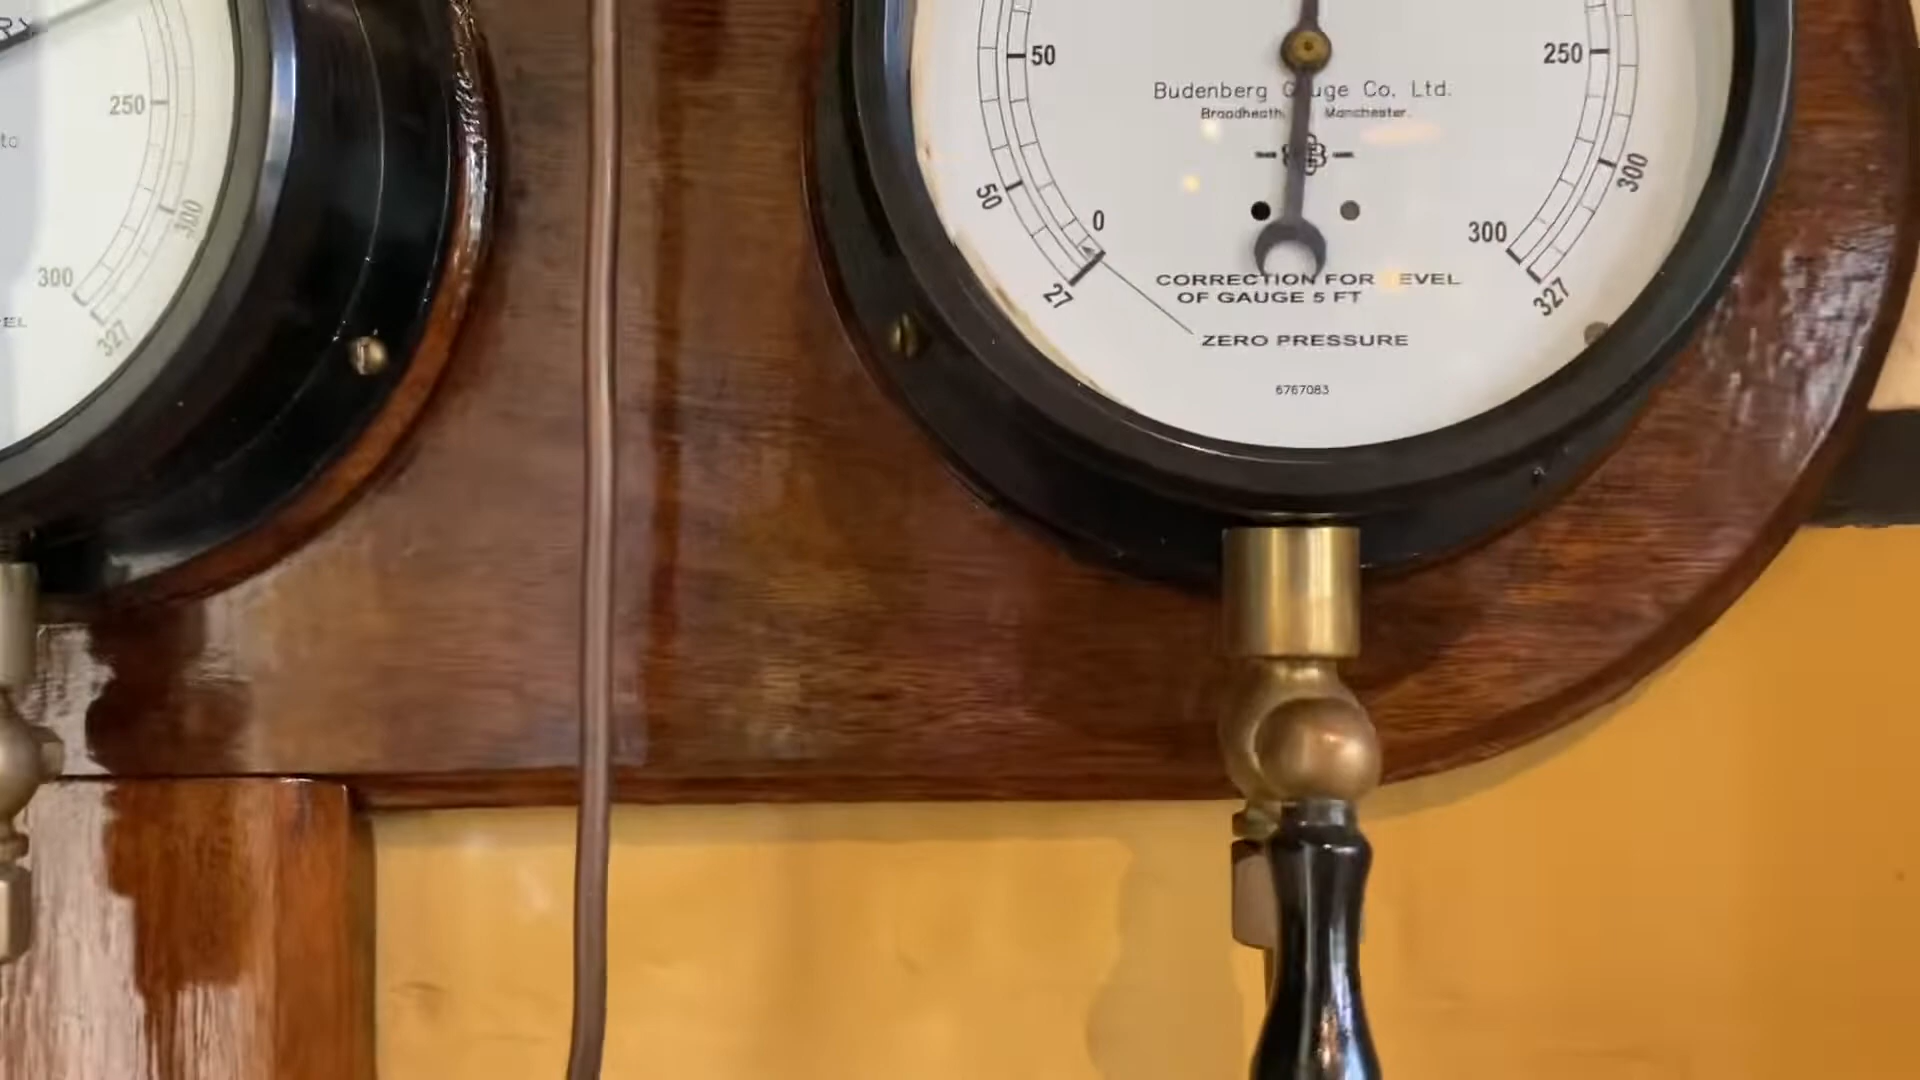 250
300
300
327
50
250
Budenberg Gauge Co. Ltd.
Broadheath, Manchester.
50
300
0
300
CORRECTION FOR LEVEL
OF GAUGE 5 FT
27
327
ZERO PRESSURE
6767083